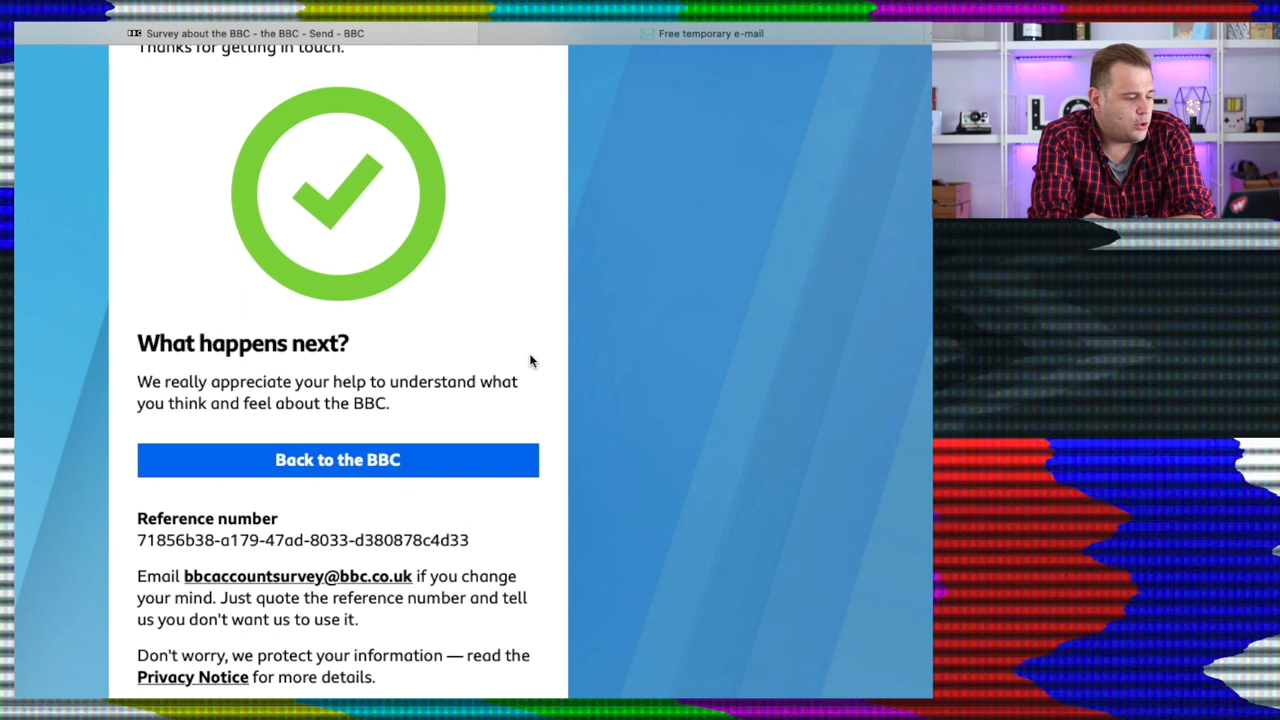 Survey about the BBC - the BBC - Send - BBC
Free temporary e-mail
Thanks for getting in touch.
What happens next?
We really appreciate your help to understand what
you think and feel about the BBC.
Back to the BBC
Reference number
71856b38-a179-47ad-8033-d380878c4d33
Email bbcaccountsurvey@bbc.co.uk if you change
your mind. Just quote the reference number and tell
us you don't want us to use it.
Don't worry, we protect your information — read the
Privacy Notice for more details.